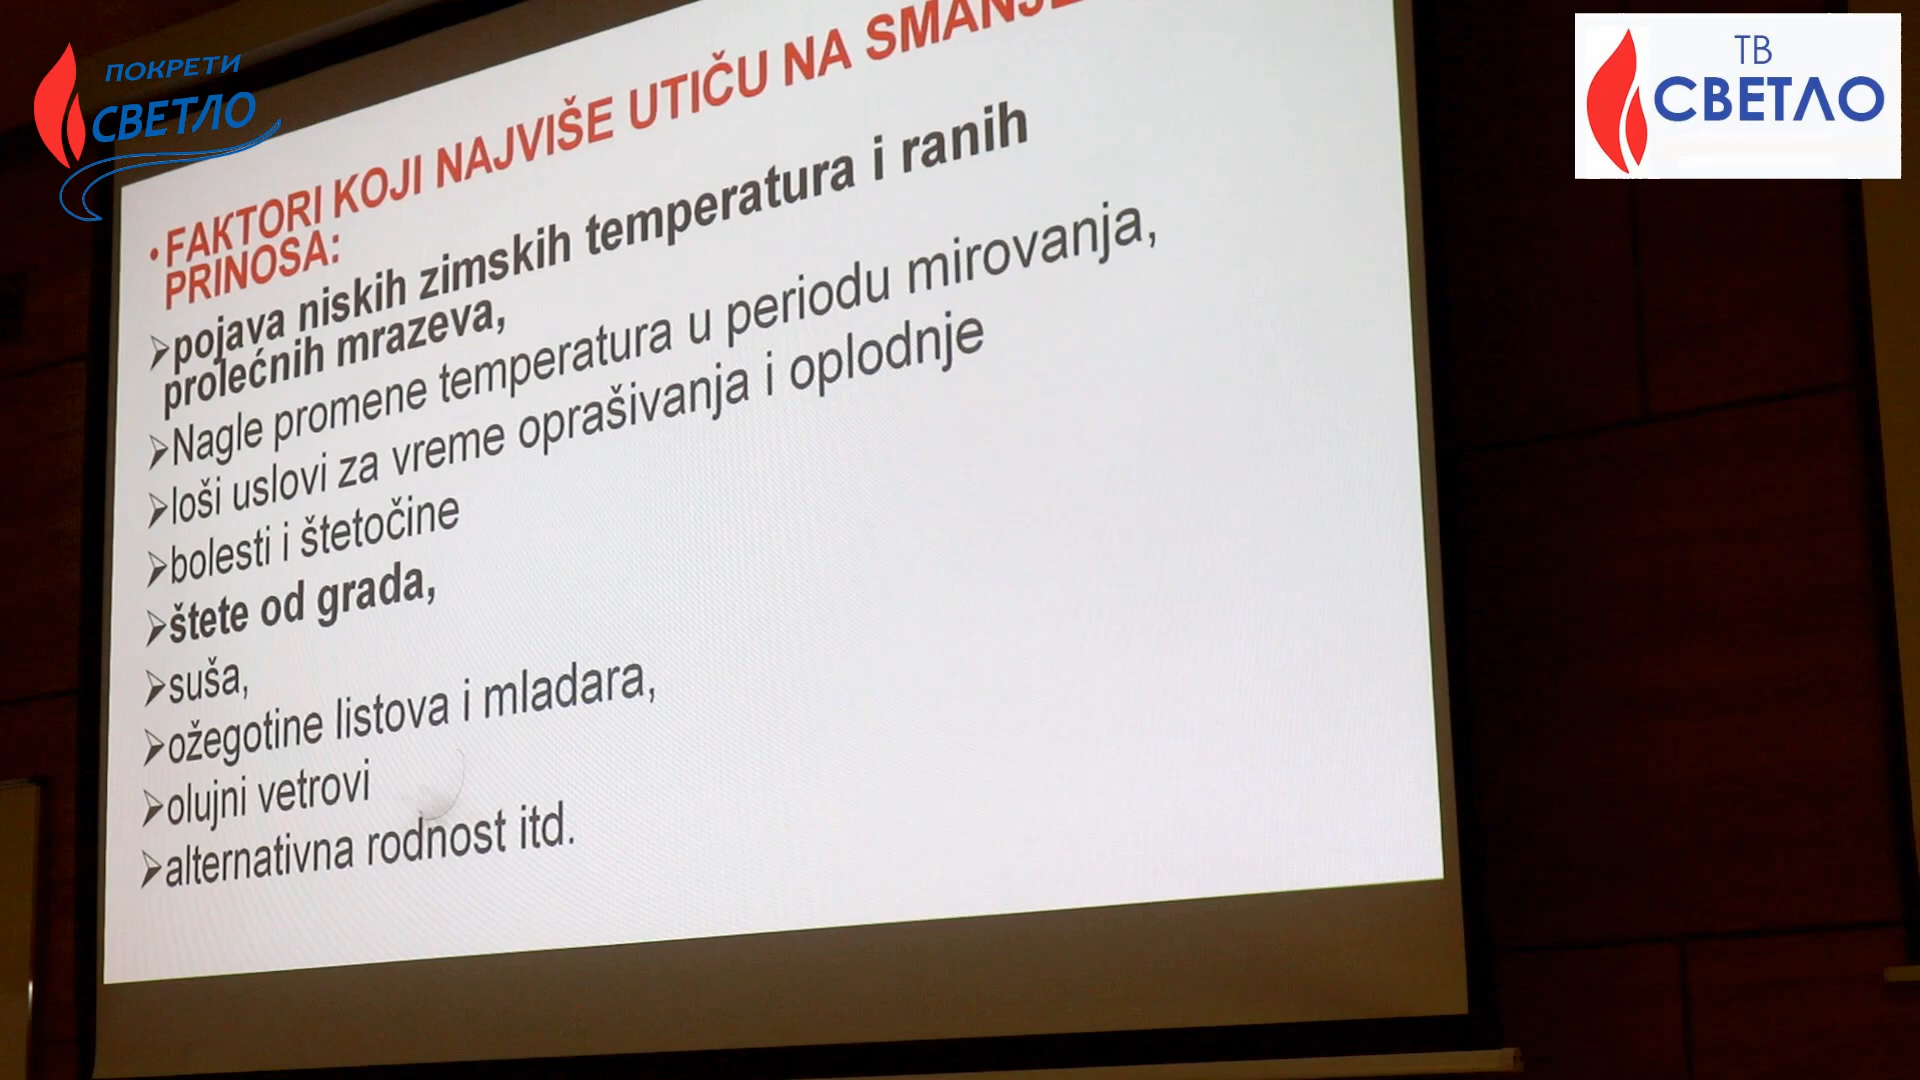 ПОКРЕТИ
СВЕТЛО
ТВ
СВЕТЛО
• FAKTORI KOJI NAJVIŠE UTIČU NA
PRINOSA:
➢pojava niskih zimskih temperatura i ranih
prolećnih mrazeva,
➢Nagle promene temperatura u periodu mirovanja,
➢loši uslovi za vreme oprašivanja i oplodnje
➢bolesti i štetočine
➢štete od grada,
➢suša,
➢ožegotine listova i mladara,
➢olujni vetrovi
➢alternativna rodnost itd.